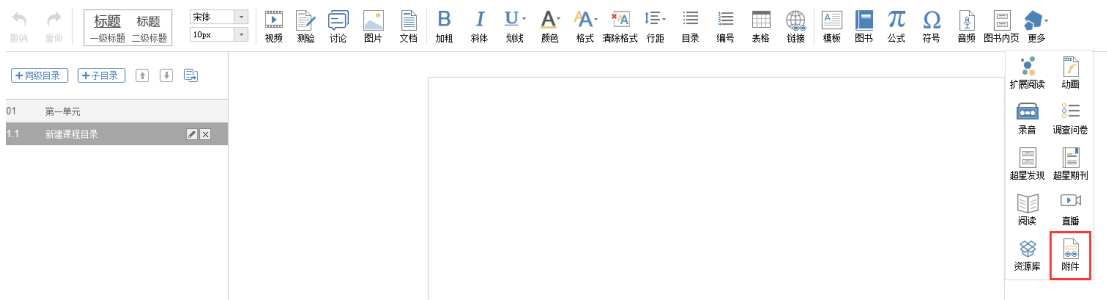 撤销 重做 标题 一级标题 标题 二级标题 宋体 10px 视频 测验 讨论 图片 文档 B 加粗 I 斜体 U 划线 A 颜色 格式 清除格式 行距 目录 编号 表格 链接 模板 图书 π 公式 Ω 符号 音频 图书内页 更多
+同级目录 +子目录
扩展阅读 动画
01 第一单元
录音 调查问卷
1.1 新建课程目录
超星发现 超星期刊
阅读 直播
资源库 附件